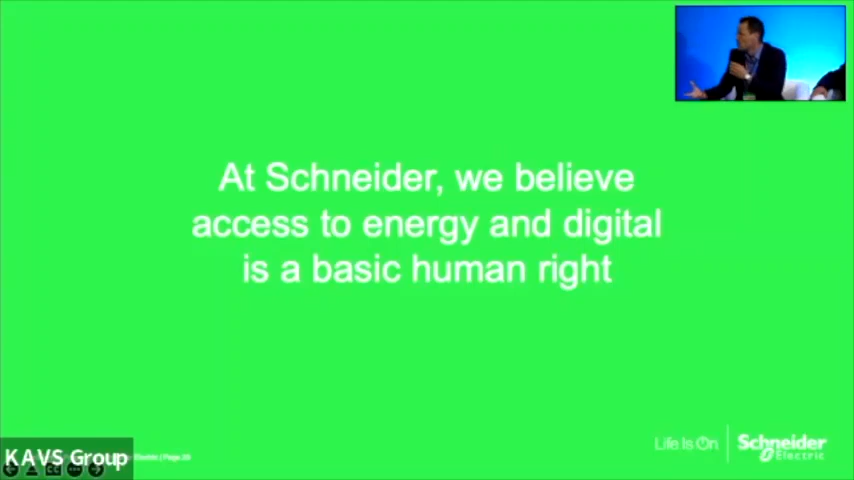 At Schneider, we believe
access to energy and digital
is a basic human right
Life Is On
Schneider
Electric
KAVS Group
Page